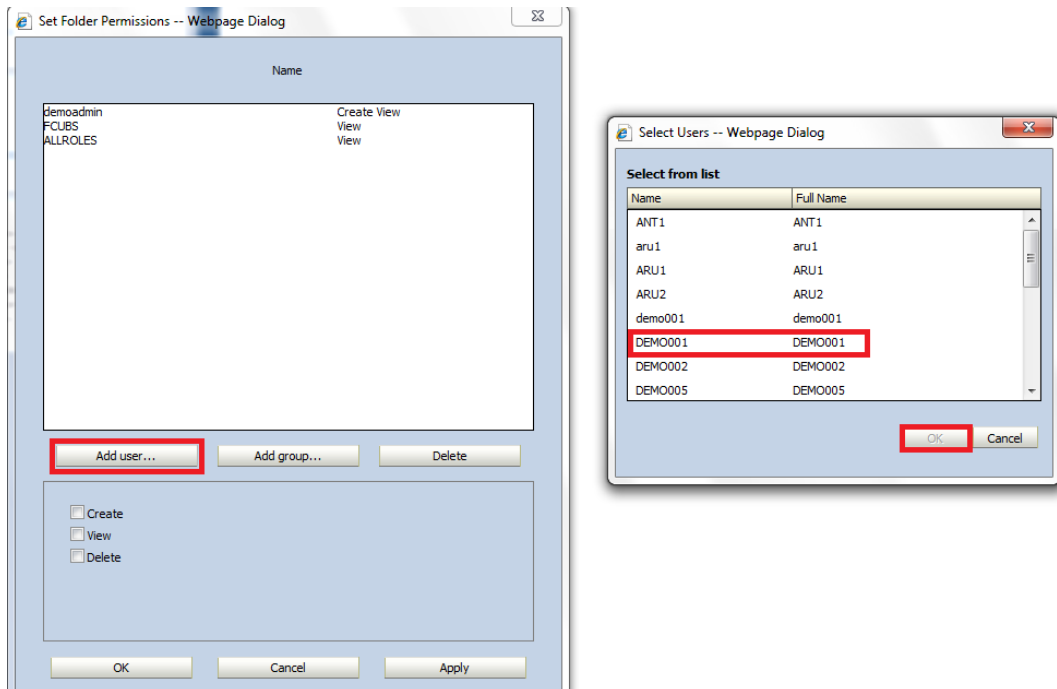 Set Folder Permissions -- Webpage Dialog
Name
demoadmin Create View
FCUBS View
ALLROLES View
Add user... Add group... Delete
Create
View
Delete
OK Cancel Apply
Select Users -- Webpage Dialog
Select from list
Name Full Name
ANT1 ANT1
aru1 aru1
ARU1 ARU1
ARU2 ARU2
demo001 demo001
DEMO001 DEMO001
DEMO002 DEMO002
DEMO005 DEMO005
OK Cancel